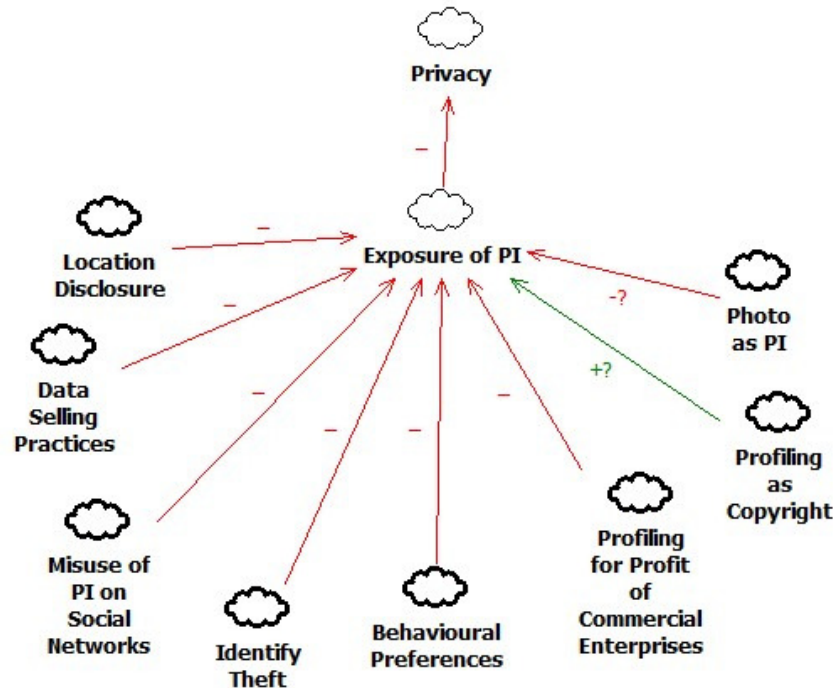 Privacy
–
Exposure of PI
–
Location
Disclosure
–
Data
Selling
Practices
–
Misuse of
PI on
Social
Networks
–
Identify
Theft
–
Behavioural
Preferences
–
Profiling
for Profit
of
Commercial
Enterprises
-?
Photo
as PI
+?
Profiling
as
Copyright